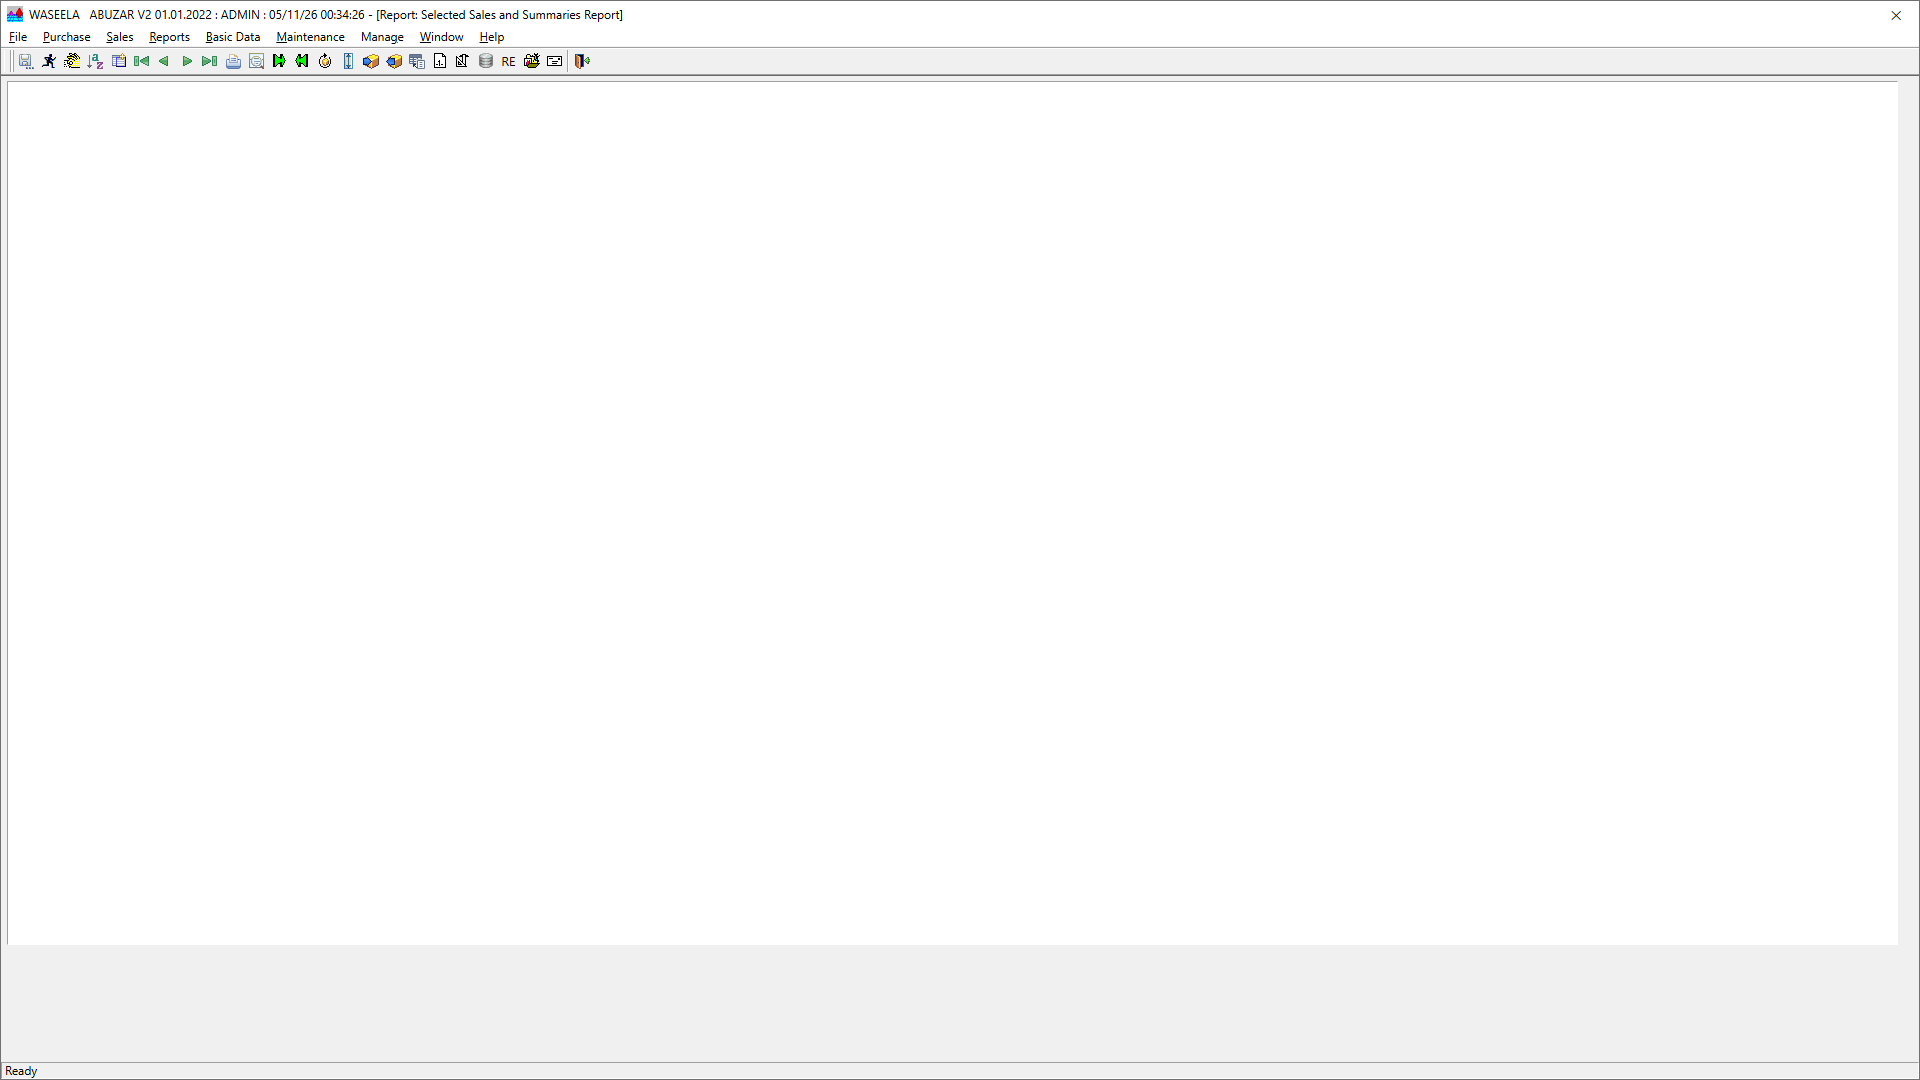 WASEELA   ABUZAR V2 01.01.2022 : ADMIN : 05/11/26 00:34:26 - [Report: Selected Sales and Summaries Report]
File Purchase Sales Reports Basic Data Maintenance Manage Window Help
RE
Ready